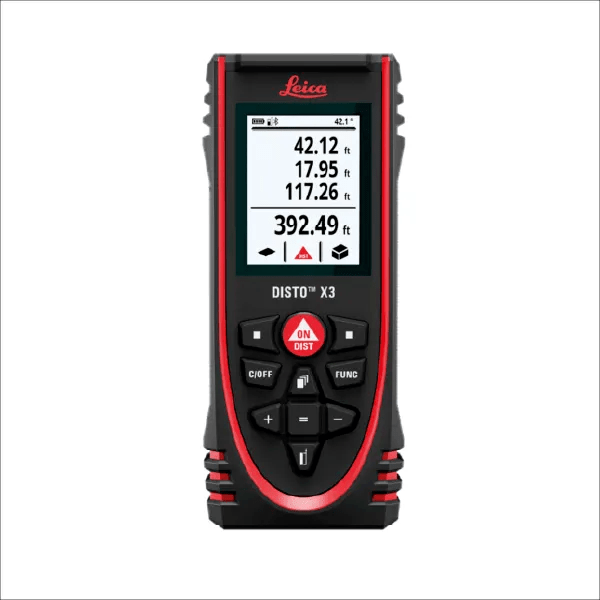 Leica
42.1 °
42.12 ft
17.95 ft
117.26 ft
392.49 ft
DISTO™ X3
ON
DIST
C/OFF
FUNC
+ = −